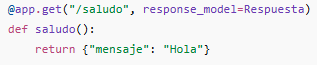 @app.get("/saludo", response_model=Respuesta)
def saludo():
    return {"mensaje": "Hola"}